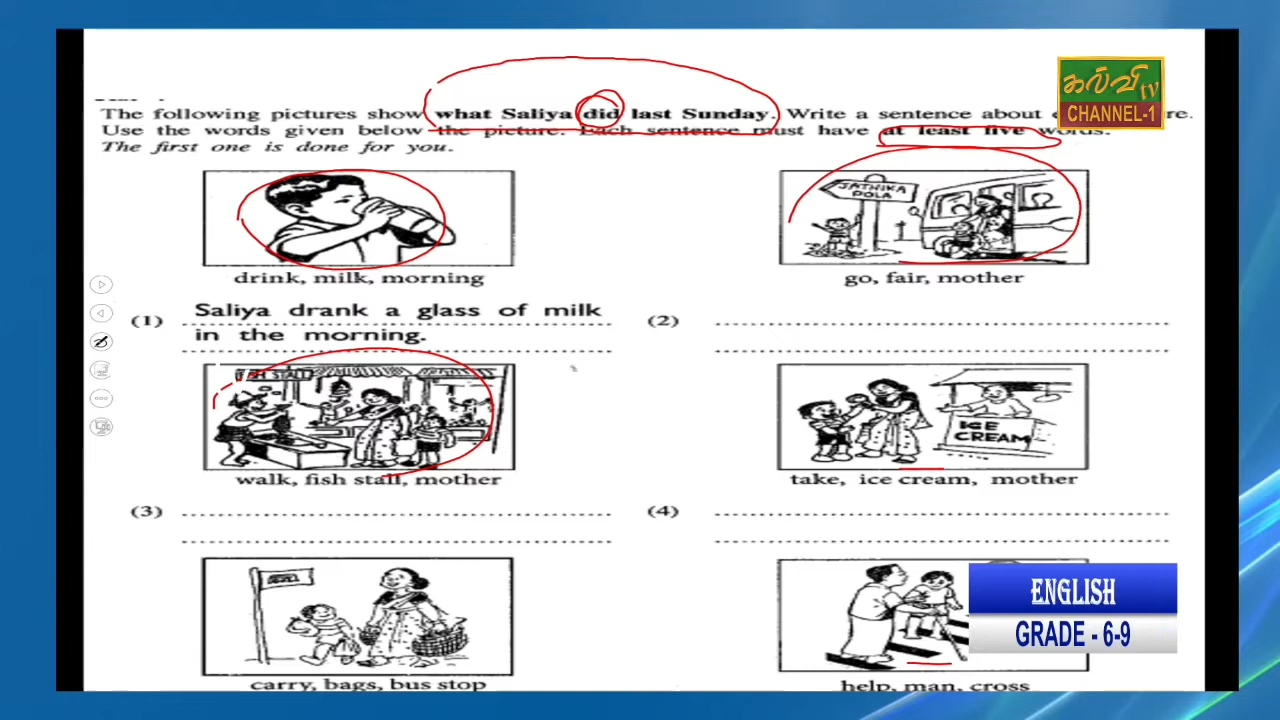 கல்வி TV
CHANNEL-1
The following pictures show what Saliya did last Sunday. Write a sentence about
Use the words given below the picture. Each sentence must have at least five words.
The first one is done for you.
JATHIKA
POLA
drink, milk, morning
go, fair, mother
(1) Saliya drank a glass of milk
in the morning.
(2)
FISH STALL
ICE
CREAM
walk, fish stall, mother
take, ice cream, mother
(3)
(4)
ENGLISH
GRADE - 6-9
carry, bags, bus stop
help, man, cross